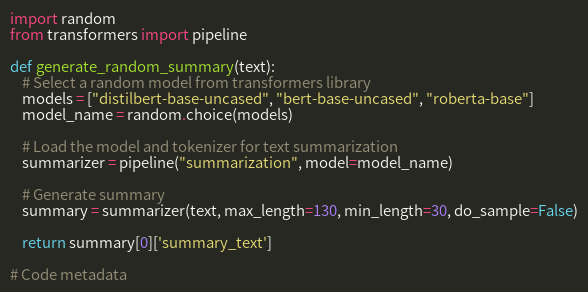 import random
from transformers import pipeline

def generate_random_summary(text):
    # Select a random model from transformers library
    models = ["distilbert-base-uncased", "bert-base-uncased", "roberta-base"]
    model_name = random.choice(models)

    # Load the model and tokenizer for text summarization
    summarizer = pipeline("summarization", model=model_name)

    # Generate summary
    summary = summarizer(text, max_length=130, min_length=30, do_sample=False)

    return summary[0]['summary_text']

# Code metadata